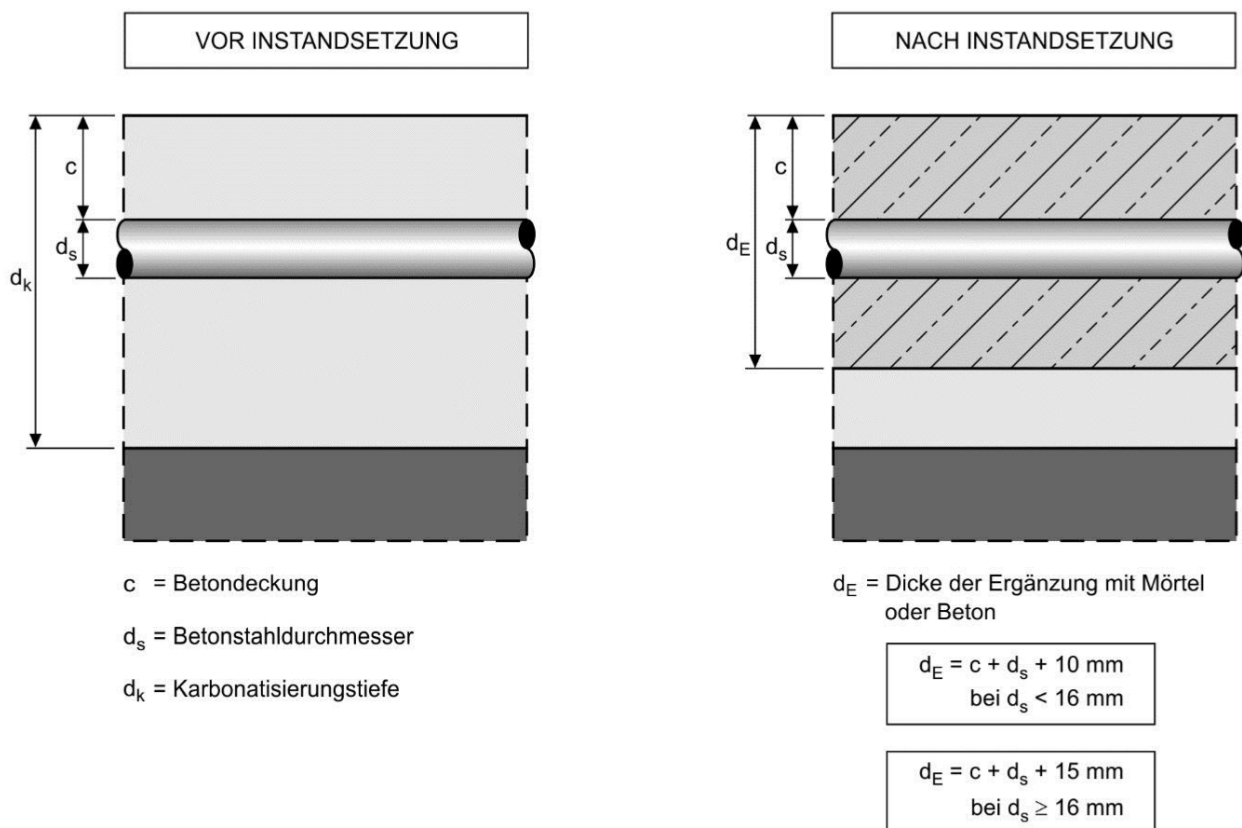 VOR INSTANDSETZUNG
c
d_s
d_k
c = Betondeckung
d_s = Betonstahldurchmesser
d_k = Karbonatisierungstiefe
NACH INSTANDSETZUNG
c
d_s
d_E
d_E = Dicke der Ergänzung mit Mörtel
oder Beton
d_E = c + d_s + 10 mm
bei d_s < 16 mm
d_E = c + d_s + 15 mm
bei d_s ≥ 16 mm